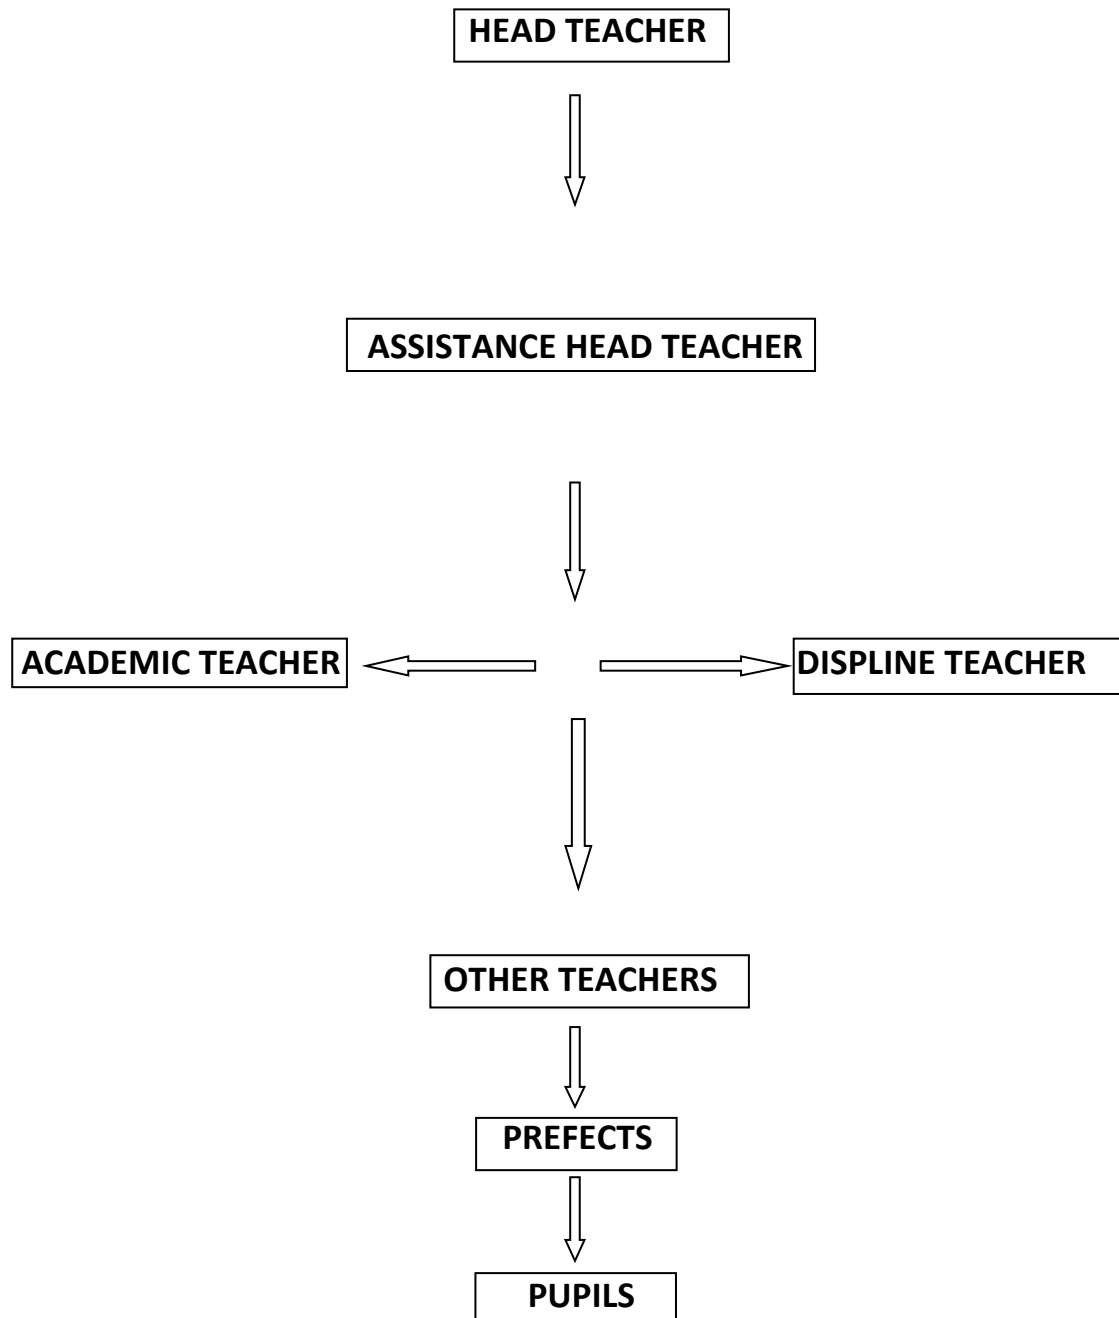 HEAD TEACHER
ASSISTANCE HEAD TEACHER
ACADEMIC TEACHER
DISPLINE TEACHER
OTHER TEACHERS
PREFECTS
PUPILS